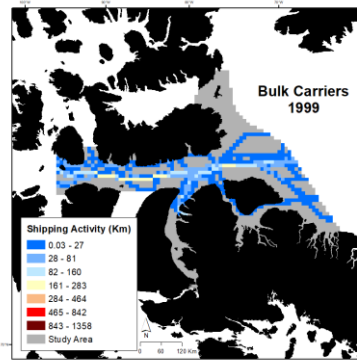 Bulk Carriers
1999
Shipping Activity (Km)
0.03 - 27
28 - 81
82 - 160
161 - 283
284 - 464
465 - 842
843 - 1358
Study Area
N
0 60 120 Km